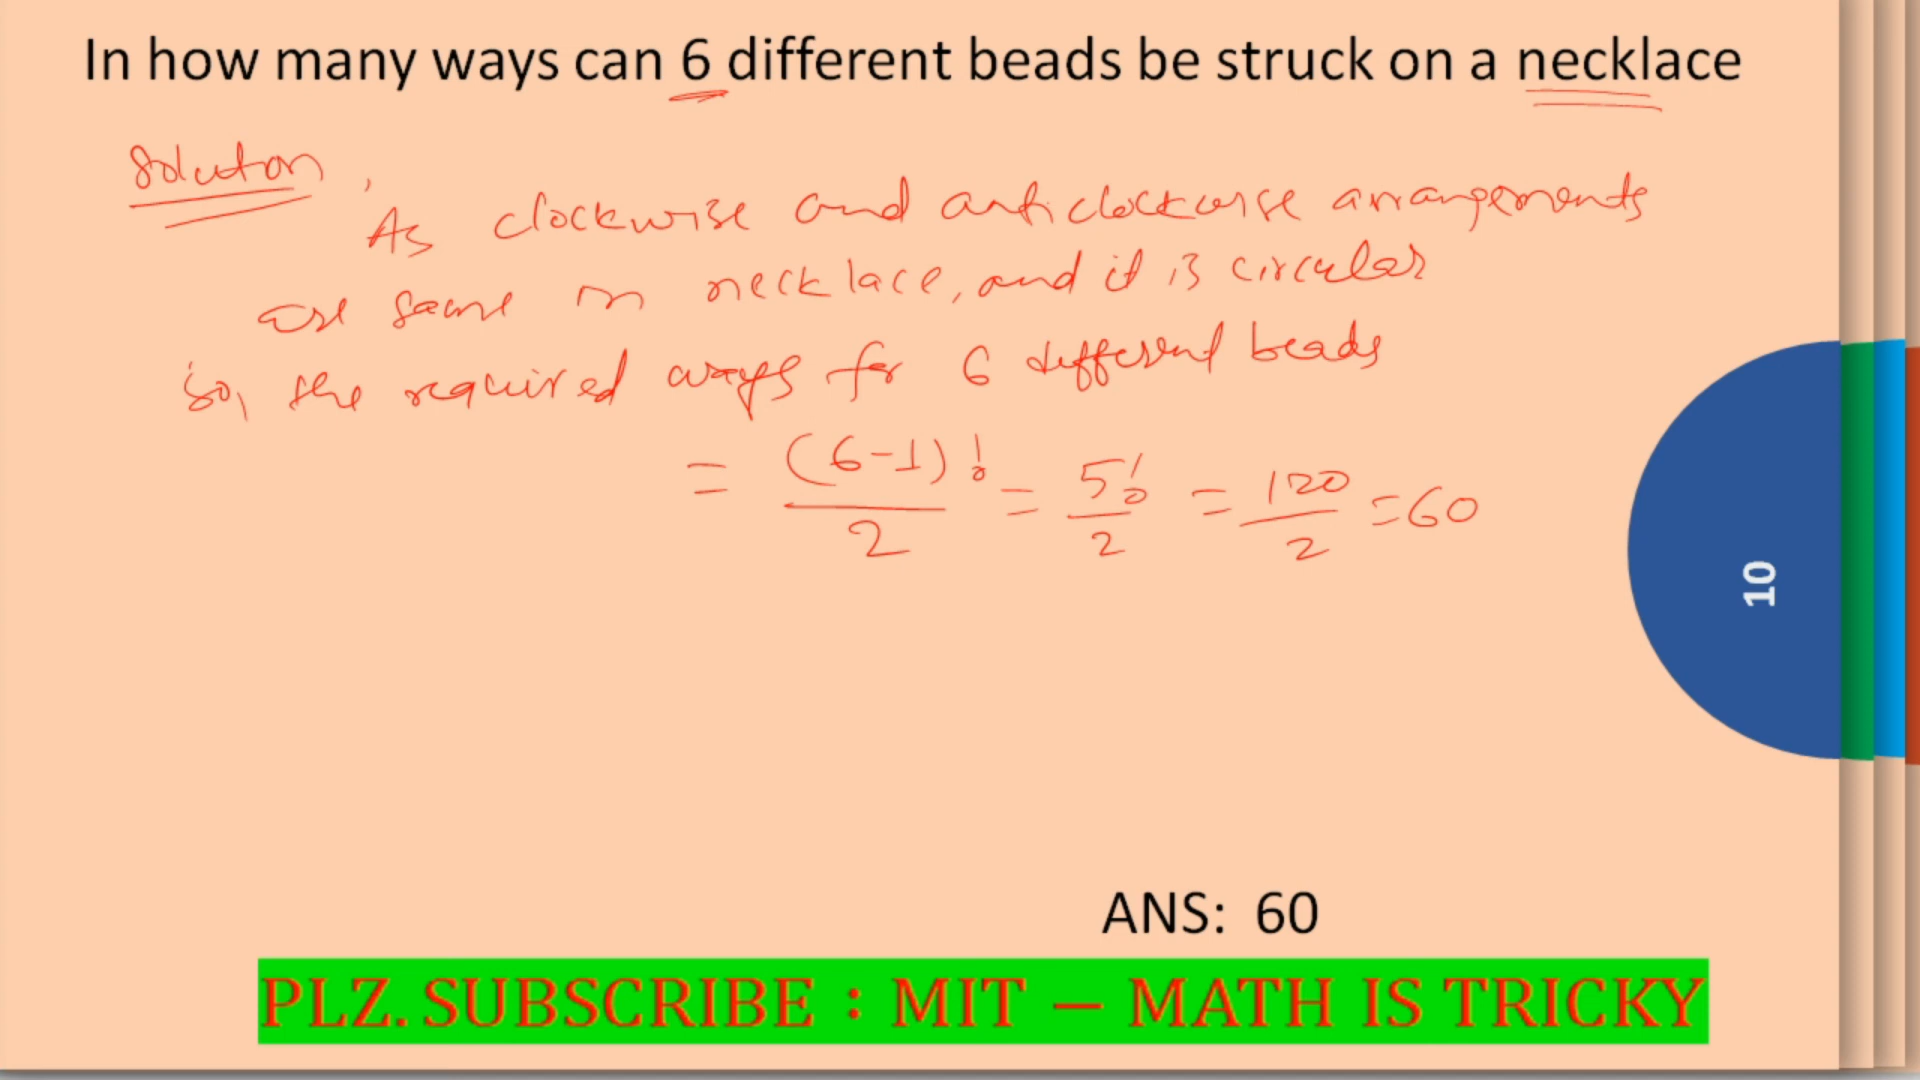 In how many ways can 6 different beads be struck on a necklace
Solution,
As clockwise and anticlockwise arrangements
are same in necklace, and it is circular
So, the required ways for 6 different beads
= (6-1)!/2 = 5!/2 = 120/2 = 60
10
ANS: 60
PLZ. SUBSCRIBE : MIT – MATH IS TRICKY